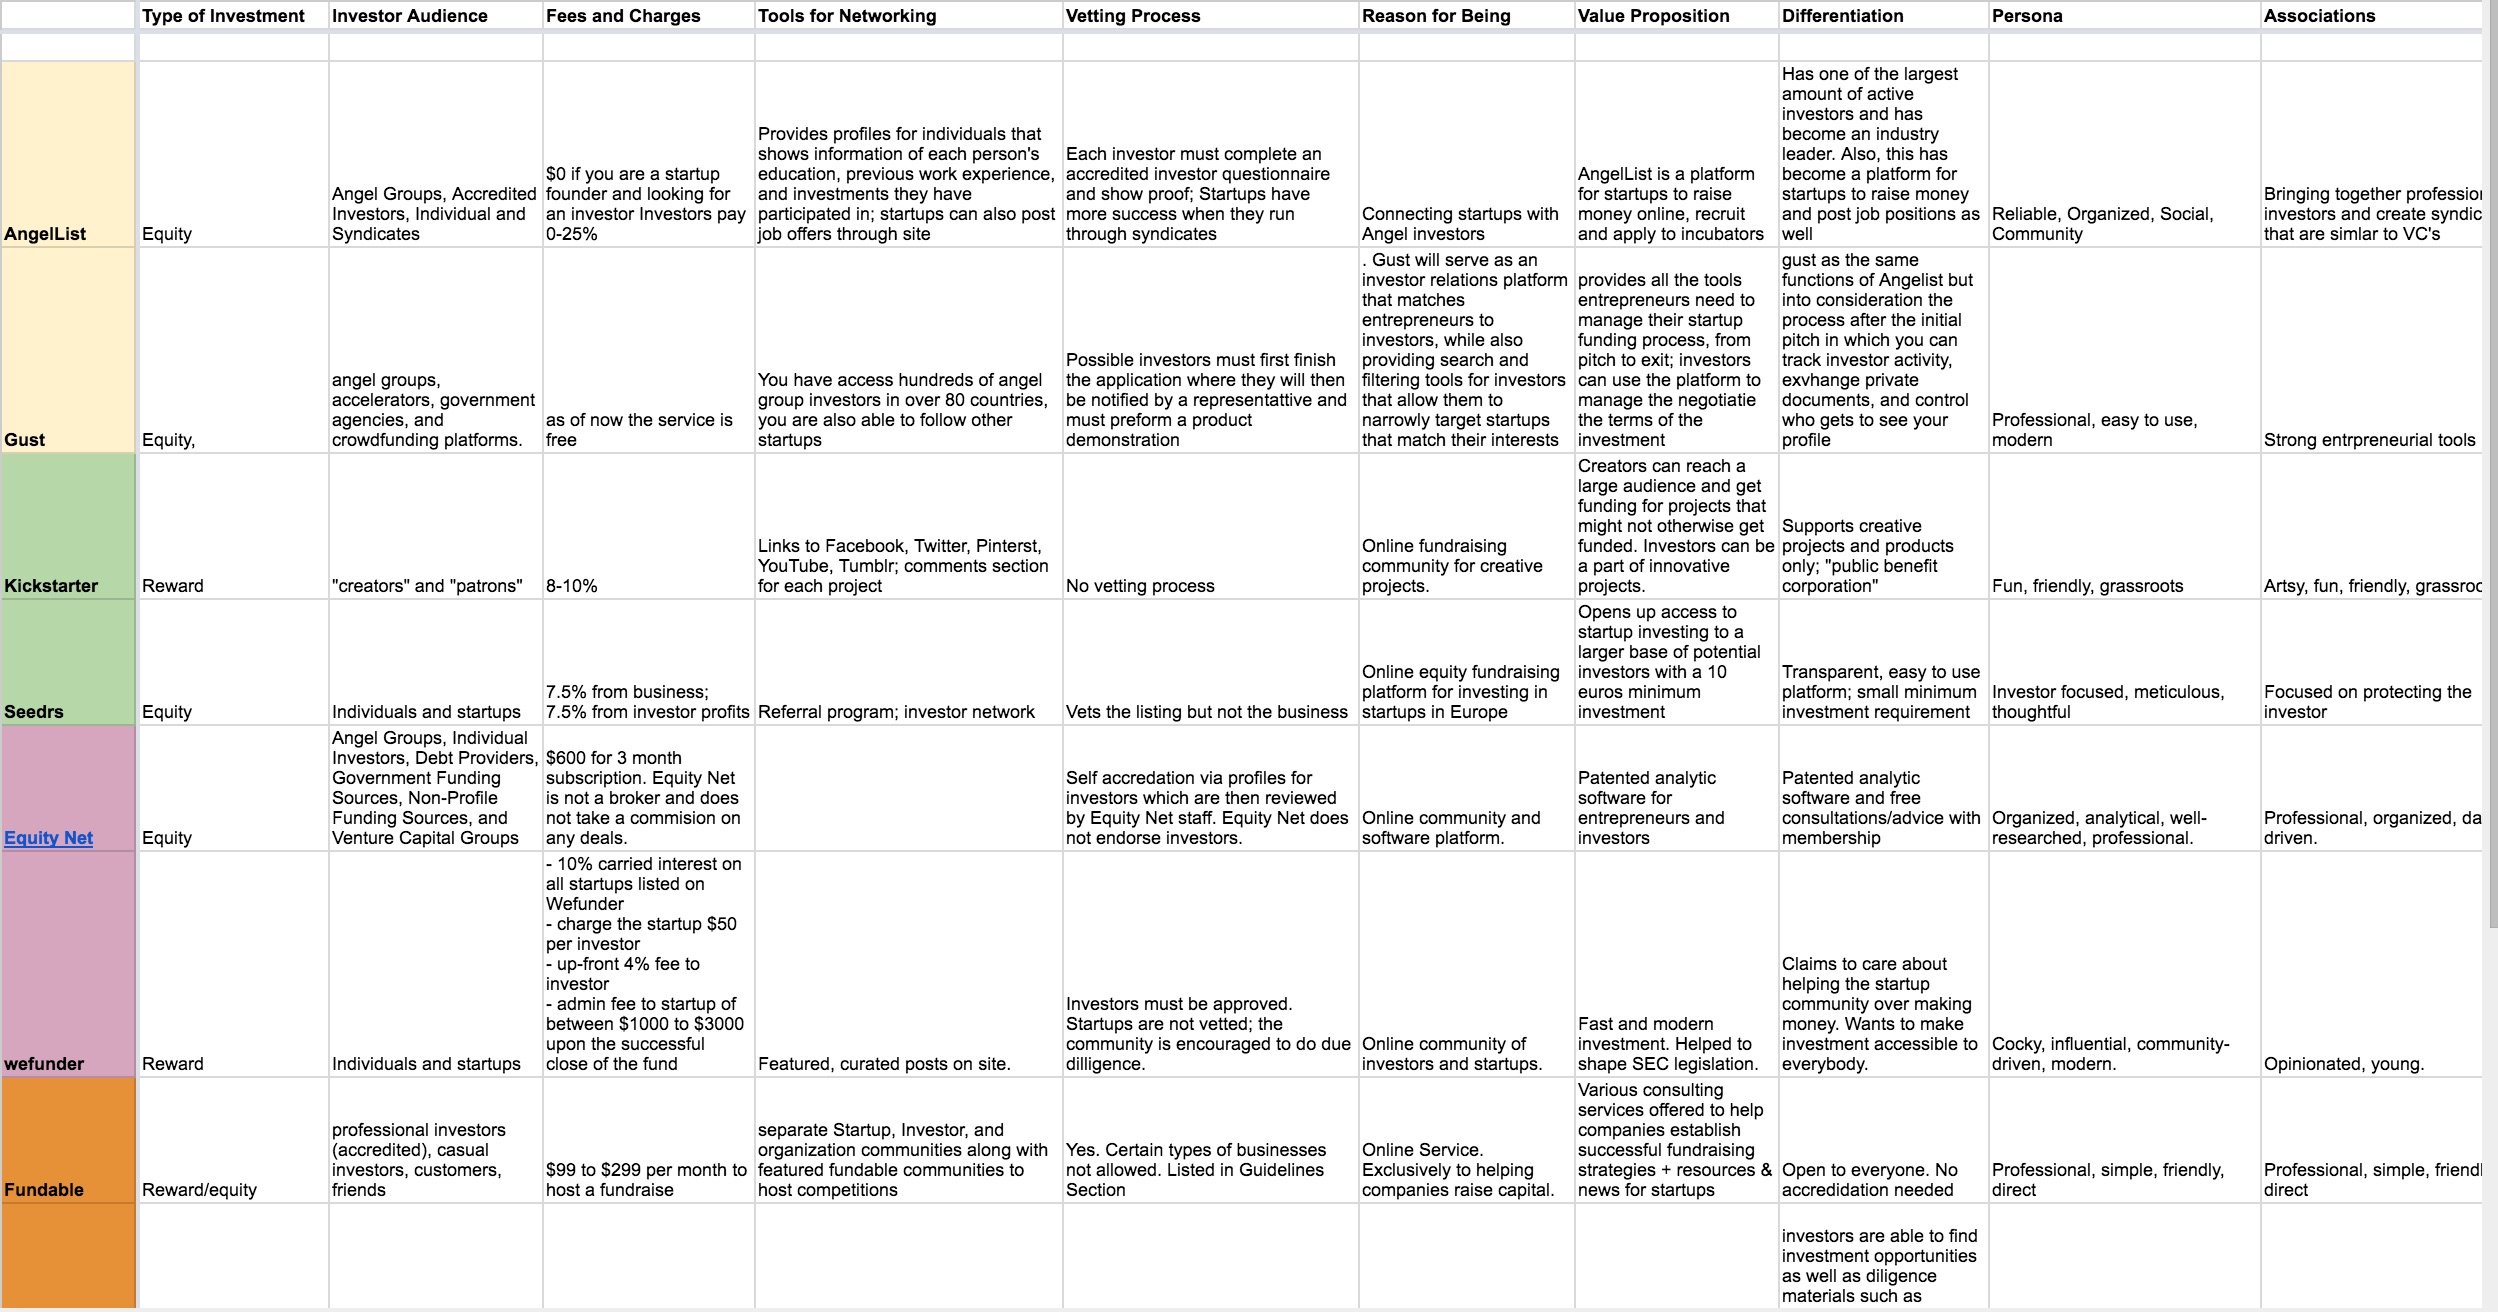 Type of Investment
Investor Audience
Fees and Charges
Tools for Networking
Vetting Process
Reason for Being
Value Proposition
Differentiation
Persona
Associations
AngelList
Equity
Angel Groups, Accredited
Investors, Individual and
Syndicates
$0 if you are a startup
founder and looking for
an investor Investors pay
0-25%
Provides profiles for individuals that
shows information of each person's
education, previous work experience,
and investments they have
participated in; startups can also post
job offers through site
Each investor must complete an
accredited investor questionnaire
and show proof; Startups have
more success when they run
through syndicates
Connecting startups with
Angel investors
AngelList is a platform
for startups to raise
money online, recruit
and apply to incubators
Has one of the largest
amount of active
investors and has
become an industry
leader. Also, this has
become a platform for
startups to raise money
and post job positions as
well
Reliable, Organized, Social,
Community
Bringing together
investors and create
that are simlar to VC's
Gust
Equity,
angel groups,
accelerators, government
agencies, and
crowdfunding platforms.
as of now the service is
free
You have access hundreds of angel
group investors in over 80 countries,
you are also able to follow other
startups
Possible investors must first finish
the application where they will then
be notified by a representattive and
must preform a product
demonstration
. Gust will serve as an
investor relations platform
that matches
entrepreneurs to
investors, while also
providing search and
filtering tools for investors
that allow them to
narrowly target startups
that match their interests
provides all the tools
entrepreneurs need to
manage their startup
funding process, from
pitch to exit; investors
can use the platform to
manage the negotiatie
the terms of the
investment
gust as the same
functions of Angelist but
into consideration the
process after the initial
pitch in which you can
track investor activity,
exvhange private
documents, and control
who gets to see your
profile
Professional, easy to use,
modern
Strong entrpreneurial tools
Kickstarter
Reward
"creators" and "patrons"
8-10%
Links to Facebook, Twitter, Pinterst,
YouTube, Tumblr; comments section
for each project
No vetting process
Online fundraising
community for creative
projects.
Creators can reach a
large audience and get
funding for projects that
might not otherwise get
funded. Investors can be
a part of innovative
projects.
Supports creative
projects and products
only; "public benefit
corporation"
Fun, friendly, grassroots
Artsy, fun, friendly,
Seedrs
Equity
Individuals and startups
7.5% from business;
7.5% from investor profits
Referral program; investor network
Vets the listing but not the business
Online equity fundraising
platform for investing in
startups in Europe
Opens up access to
startup investing to a
larger base of potential
investors with a 10
euros minimum
investment
Transparent, easy to use
platform; small minimum
investment requirement
Investor focused, meticulous,
thoughtful
Focused on protecting the
investor
Equity Net
Equity
Angel Groups, Individual
Investors, Debt Providers,
Government Funding
Sources, Non-Profile
Funding Sources, and
Venture Capital Groups
$600 for 3 month
subscription. Equity Net
is not a broker and does
not take a commision on
any deals.
Self accredation via profiles for
investors which are then reviewed
by Equity Net staff. Equity Net does
not endorse investors.
Online community and
software platform.
Patented analytic
software for
entrepreneurs and
investors
Patented analytic
software and free
consultations/advice with
membership
Organized, analytical, well-
researched, professional.
Professional, organized,
driven.
wefunder
Reward
Individuals and startups
- 10% carried interest on
all startups listed on
Wefunder
- charge the startup $50
per investor
- up-front 4% fee to
investor
- admin fee to startup of
between $1000 to $3000
upon the successful
close of the fund
Featured, curated posts on site.
Investors must be approved.
Startups are not vetted; the
community is encouraged to do due
dilligence.
Online community of
investors and startups.
Fast and modern
investment. Helped to
shape SEC legislation.
Claims to care about
helping the startup
community over making
money. Wants to make
investment accessible to
everybody.
Cocky, influential, community-
driven, modern.
Opinionated, young.
Fundable
Reward/equity
professional investors
(accredited), casual
investors, customers,
friends
$99 to $299 per month to
host a fundraise
separate Startup, Investor, and
organization communities along with
featured fundable communities to
host competitions
Yes. Certain types of businesses
not allowed. Listed in Guidelines
Section
Online Service.
Exclusively to helping
companies raise capital.
Various consulting
services offered to help
companies establish
successful fundraising
strategies + resources &
news for startups
Open to everyone. No
accredidation needed
Professional, simple, friendly,
direct
Professional, simple,
direct
investors are able to find
investment opportunities
as well as diligence
materials such as